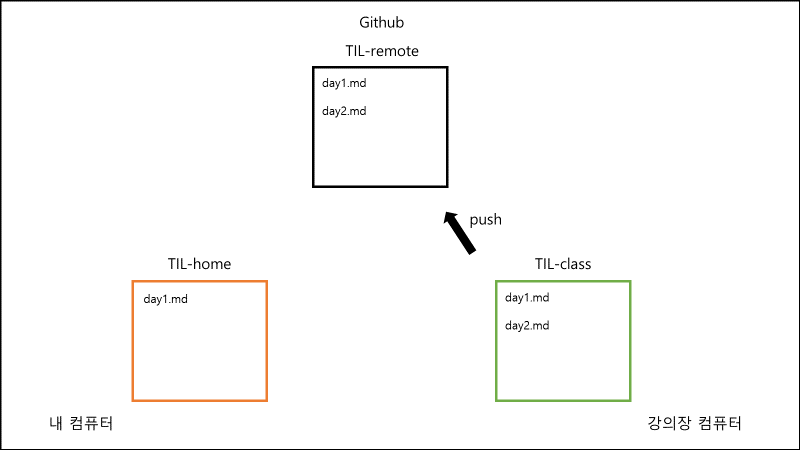 Github
TIL-remote
day1.md
day2.md
push
TIL-home
day1.md
TIL-class
day1.md
day2.md
내 컴퓨터
강의장 컴퓨터